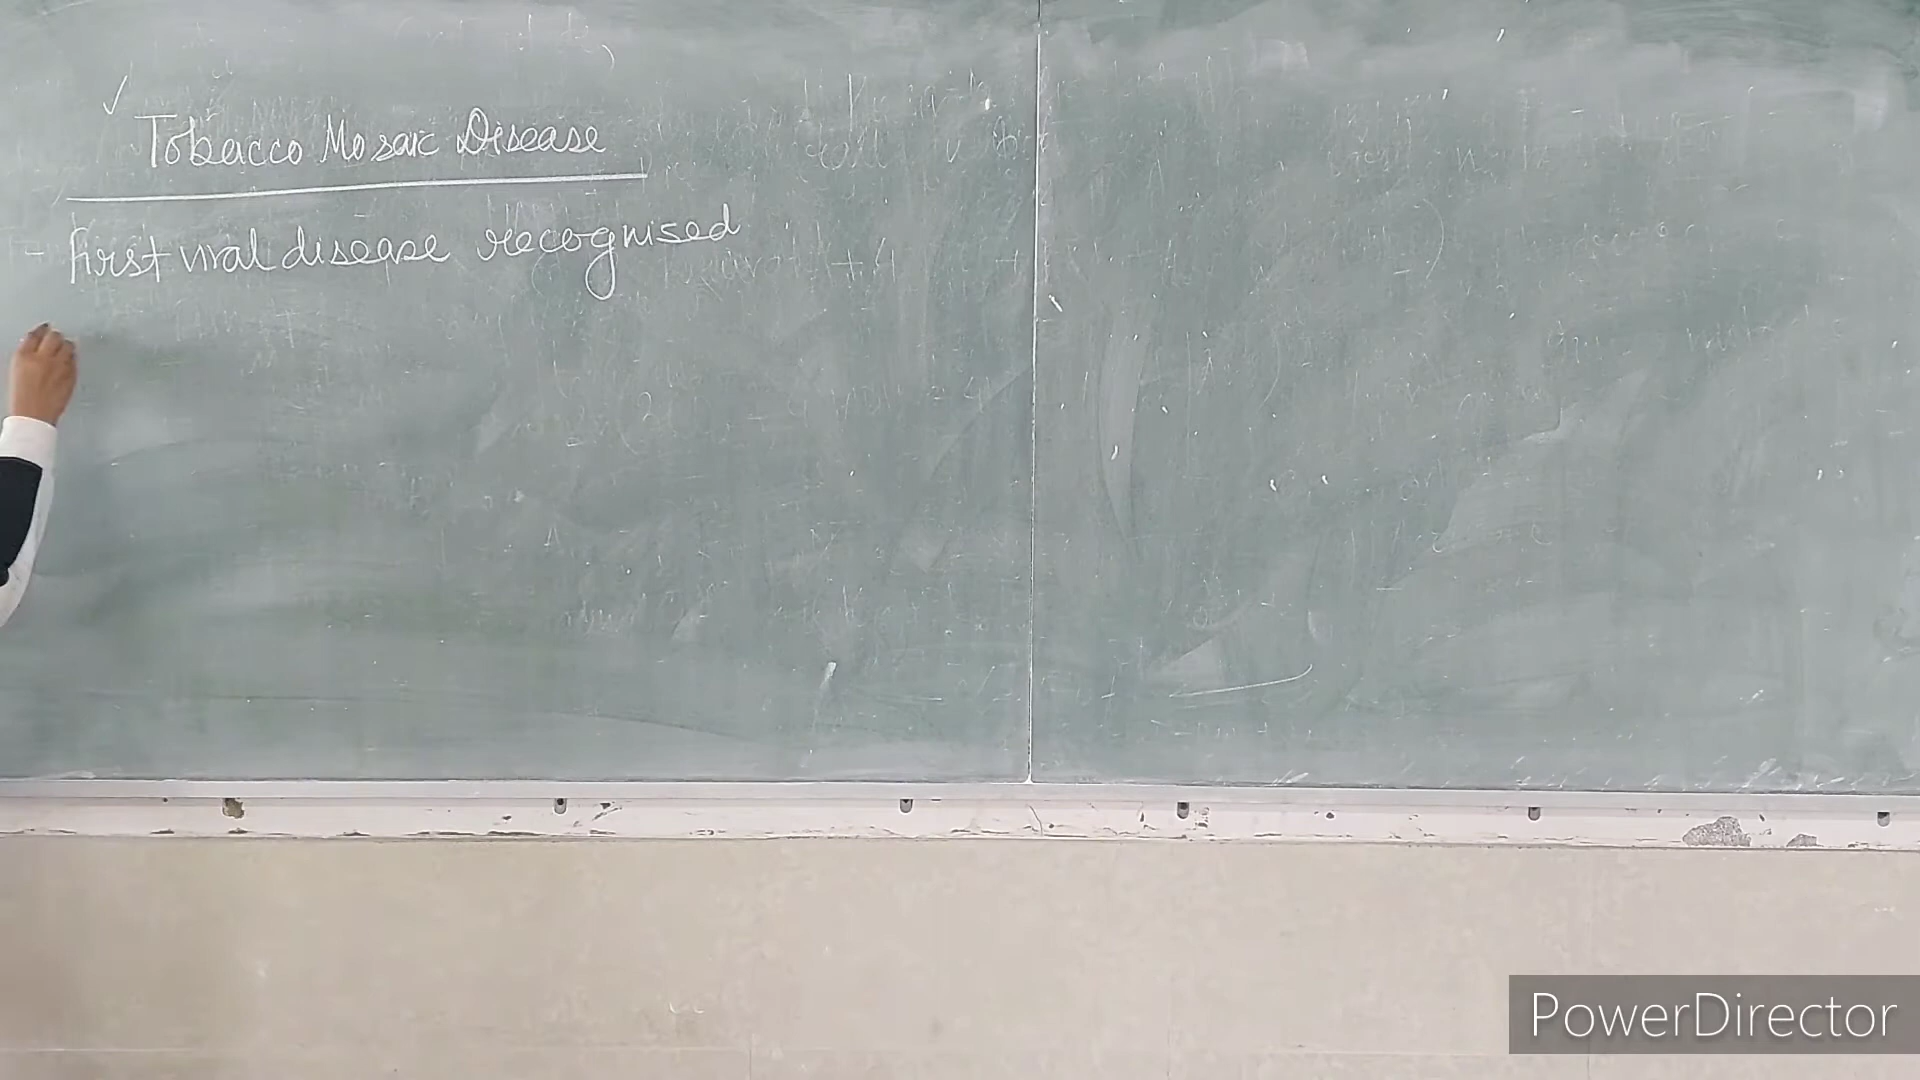 ✓ Tobacco Mosaic Disease
- First viral disease recognised
PowerDirector